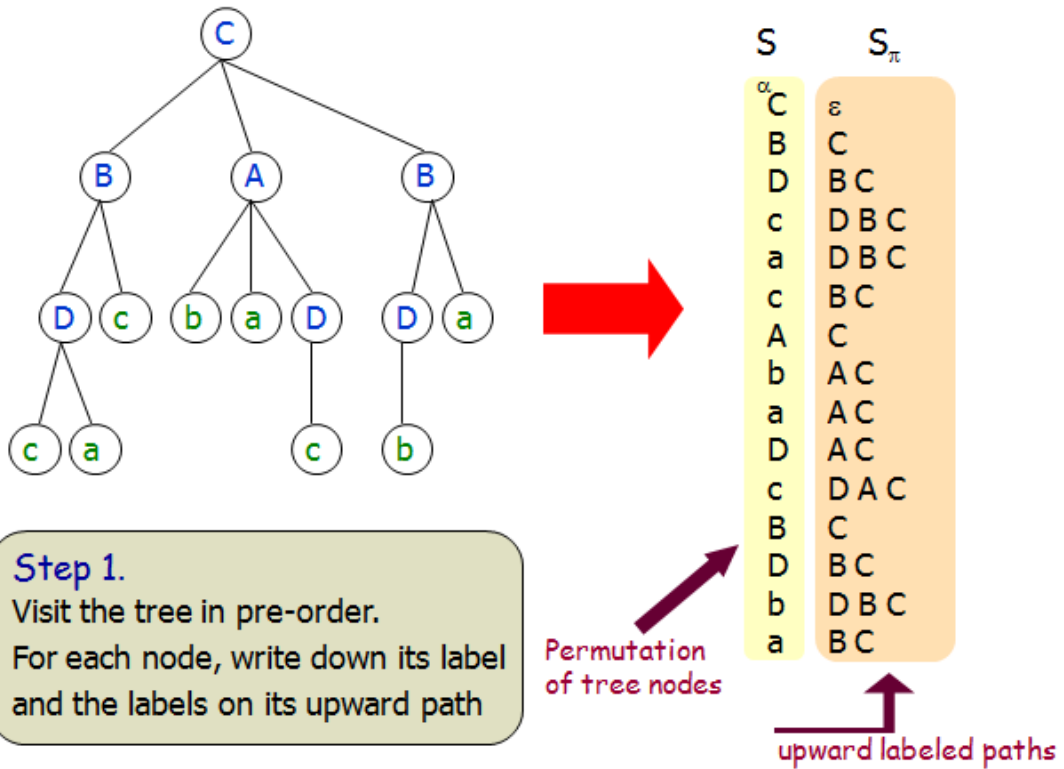 C
B A B
D c b a D D a
c a c b
Step 1.
Visit the tree in pre-order.
For each node, write down its label
and the labels on its upward path
S Sπ
α
C ε
B C
D B C
c D B C
a D B C
c B C
A C
b A C
a A C
D A C
c D A C
B C
D B C
b D B C
a B C
Permutation
of tree nodes
upward labeled paths